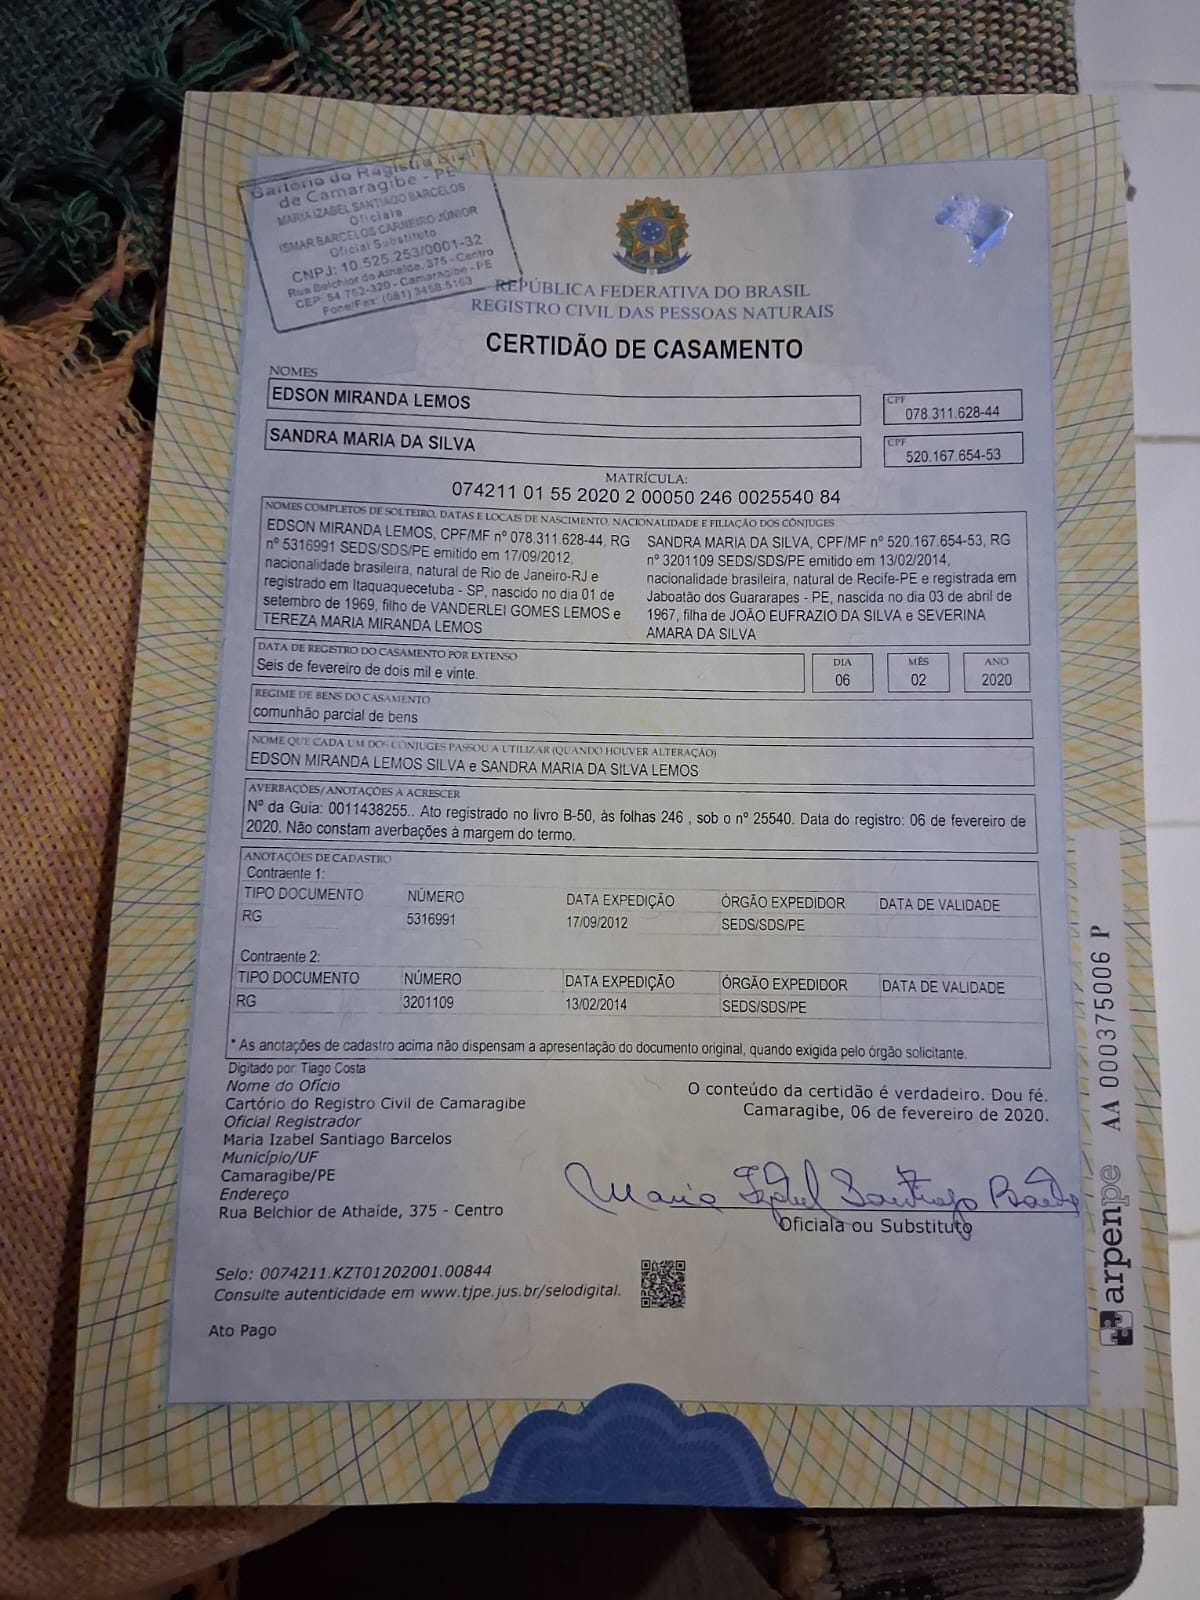 Cartório do Registro Civil
de Camaragibe - PE
MARIA IZABEL SANTIAGO BARCELOS
Oficiala
ISMAR BARCELOS CARNEIRO JÚNIOR
Oficial Substituto
CNPJ: 10.525.253/0001-32
Rua Belchior de Athaíde, 375 - Centro
CEP: 54.762-320 - Camaragibe - PE
Fone/Fax: (081) 3458.5163
REPÚBLICA FEDERATIVA DO BRASIL
REGISTRO CIVIL DAS PESSOAS NATURAIS
CERTIDÃO DE CASAMENTO
NOMES
EDSON MIRANDA LEMOS
CPF
078.311.628-44
SANDRA MARIA DA SILVA
CPF
520.167.654-53
MATRÍCULA:
074211 01 55 2020 2 00050 246 0025540 84
NOMES COMPLETOS DE SOLTEIRO, DATAS E LOCAIS DE NASCIMENTO, NACIONALIDADE E FILIAÇÃO DOS CÔNJUGES
EDSON MIRANDA LEMOS, CPF/MF nº 078.311.628-44, RG
nº 5316991 SEDS/SDS/PE emitido em 17/09/2012,
nacionalidade brasileira, natural de Rio de Janeiro-RJ e
registrado em Itaquaquecetuba - SP, nascido no dia 01 de
setembro de 1969, filho de VANDERLEI GOMES LEMOS e
TEREZA MARIA MIRANDA LEMOS
SANDRA MARIA DA SILVA, CPF/MF nº 520.167.654-53, RG
nº 3201109 SEDS/SDS/PE emitido em 13/02/2014,
nacionalidade brasileira, natural de Recife-PE e registrada em
Jaboatão dos Guararapes - PE, nascida no dia 03 de abril de
1967, filha de JOÃO EUFRAZIO DA SILVA e SEVERINA
AMARA DA SILVA
DATA DE REGISTRO DO CASAMENTO POR EXTENSO
Seis de fevereiro de dois mil e vinte.
DIA
06
MÊS
02
ANO
2020
REGIME DE BENS DO CASAMENTO
comunhão parcial de bens
NOME QUE CADA UM DOS CÔNJUGES PASSOU A UTILIZAR (QUANDO HOUVER ALTERAÇÃO)
EDSON MIRANDA LEMOS SILVA e SANDRA MARIA DA SILVA LEMOS
AVERBAÇÕES/ANOTAÇÕES A ACRESCER
Nº da Guia: 0011438255.. Ato registrado no livro B-50, às folhas 246 , sob o nº 25540. Data do registro: 06 de fevereiro de
2020. Não constam averbações à margem do termo.
ANOTAÇÕES DE CADASTRO
Contraente 1:
TIPO DOCUMENTO NÚMERO DATA EXPEDIÇÃO ÓRGÃO EXPEDIDOR DATA DE VALIDADE
RG 5316991 17/09/2012 SEDS/SDS/PE
Contraente 2:
TIPO DOCUMENTO NÚMERO DATA EXPEDIÇÃO ÓRGÃO EXPEDIDOR DATA DE VALIDADE
RG 3201109 13/02/2014 SEDS/SDS/PE
* As anotações de cadastro acima não dispensam a apresentação do documento original, quando exigida pelo órgão solicitante.
Digitado por: Tiago Costa
Nome do Ofício
Cartório do Registro Civil de Camaragibe
Oficial Registrador
Maria Izabel Santiago Barcelos
Município/UF
Camaragibe/PE
Endereço
Rua Belchior de Athaíde, 375 - Centro
O conteúdo da certidão é verdadeiro. Dou fé.
Camaragibe, 06 de fevereiro de 2020.
Maria Izabel Santiago
Oficiala ou Substituto
Selo: 0074211.KZT01202001.00844
Consulte autenticidade em www.tjpe.jus.br/selodigital.
Ato Pago
arpenpe AA 000375006 P